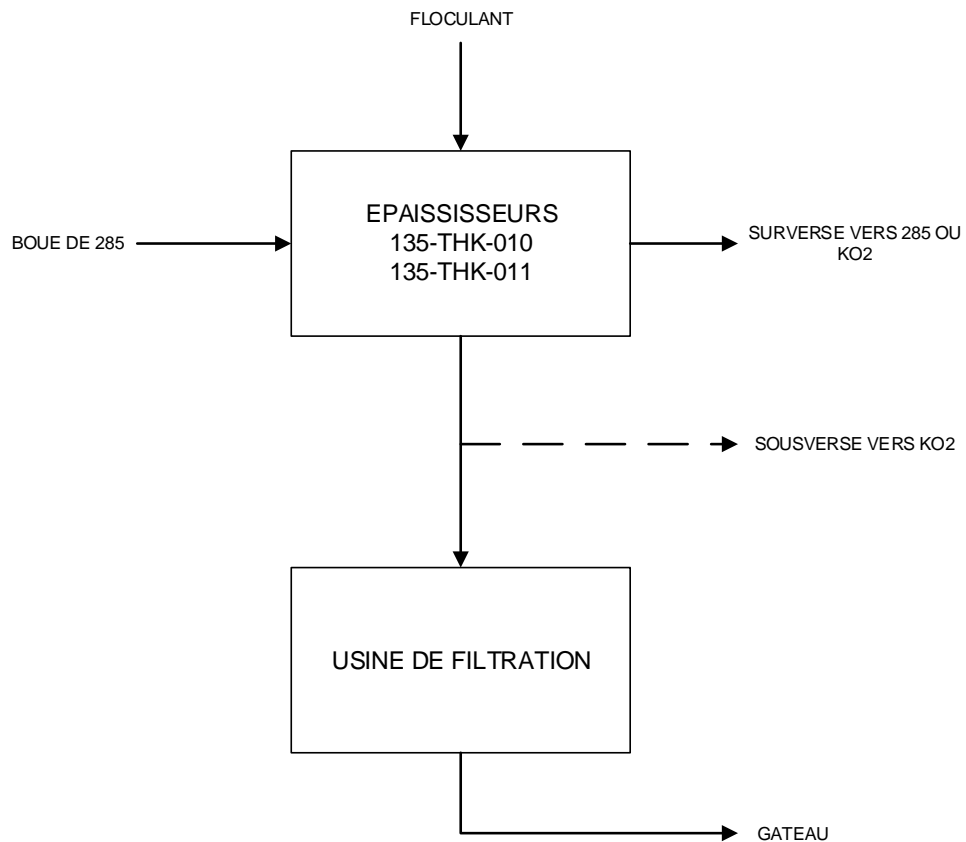 FLOCULANT
EPAISSISSEURS
135-THK-010
135-THK-011
BOUE DE 285
SURVERSE VERS 285 OU
KO2
SOUSVERSE VERS KO2
USINE DE FILTRATION
GATEAU